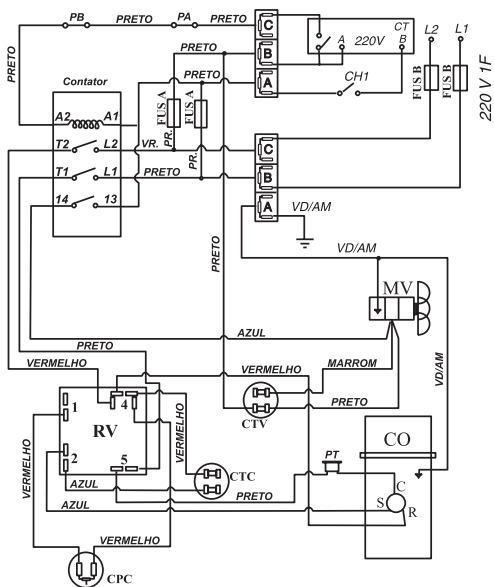 PB PRETO PA PRETO C CT L2 L1
B A 220V B
PRETO
PRETO
Contator
PRETO
A CH1
FUS B FUS B
220 V 1F
A2 A1
FUS A FUS A
T2 L2 VR. PR. C
T1 L1 PRETO PR. B
14 13 A VD/AM
PRETO
VD/AM
MV
AZUL
PRETO
VERMELHO VERMELHO MARROM
VD/AM
1 4 PRETO
RV CTV
VERMELHO
CO
2 5 PT
CTC
AZUL PRETO C
VERMELHO
AZUL S R
VERMELHO
CPC